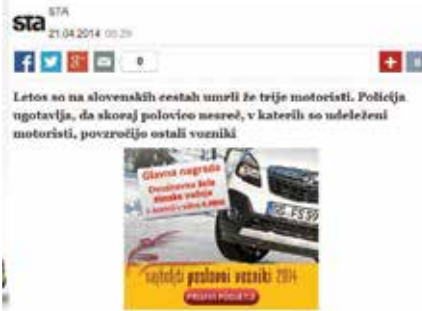 sta STA
21.04.2014
0
Letos so na slovenskih cestah umrli že trije motoristi. Policija
ugotavlja, da skoraj polovico nesreč, v katerih so udeleženi
motoristi, povzročijo ostali vozniki
Glavna nagrada
najboljši poslovni vozniki 2014